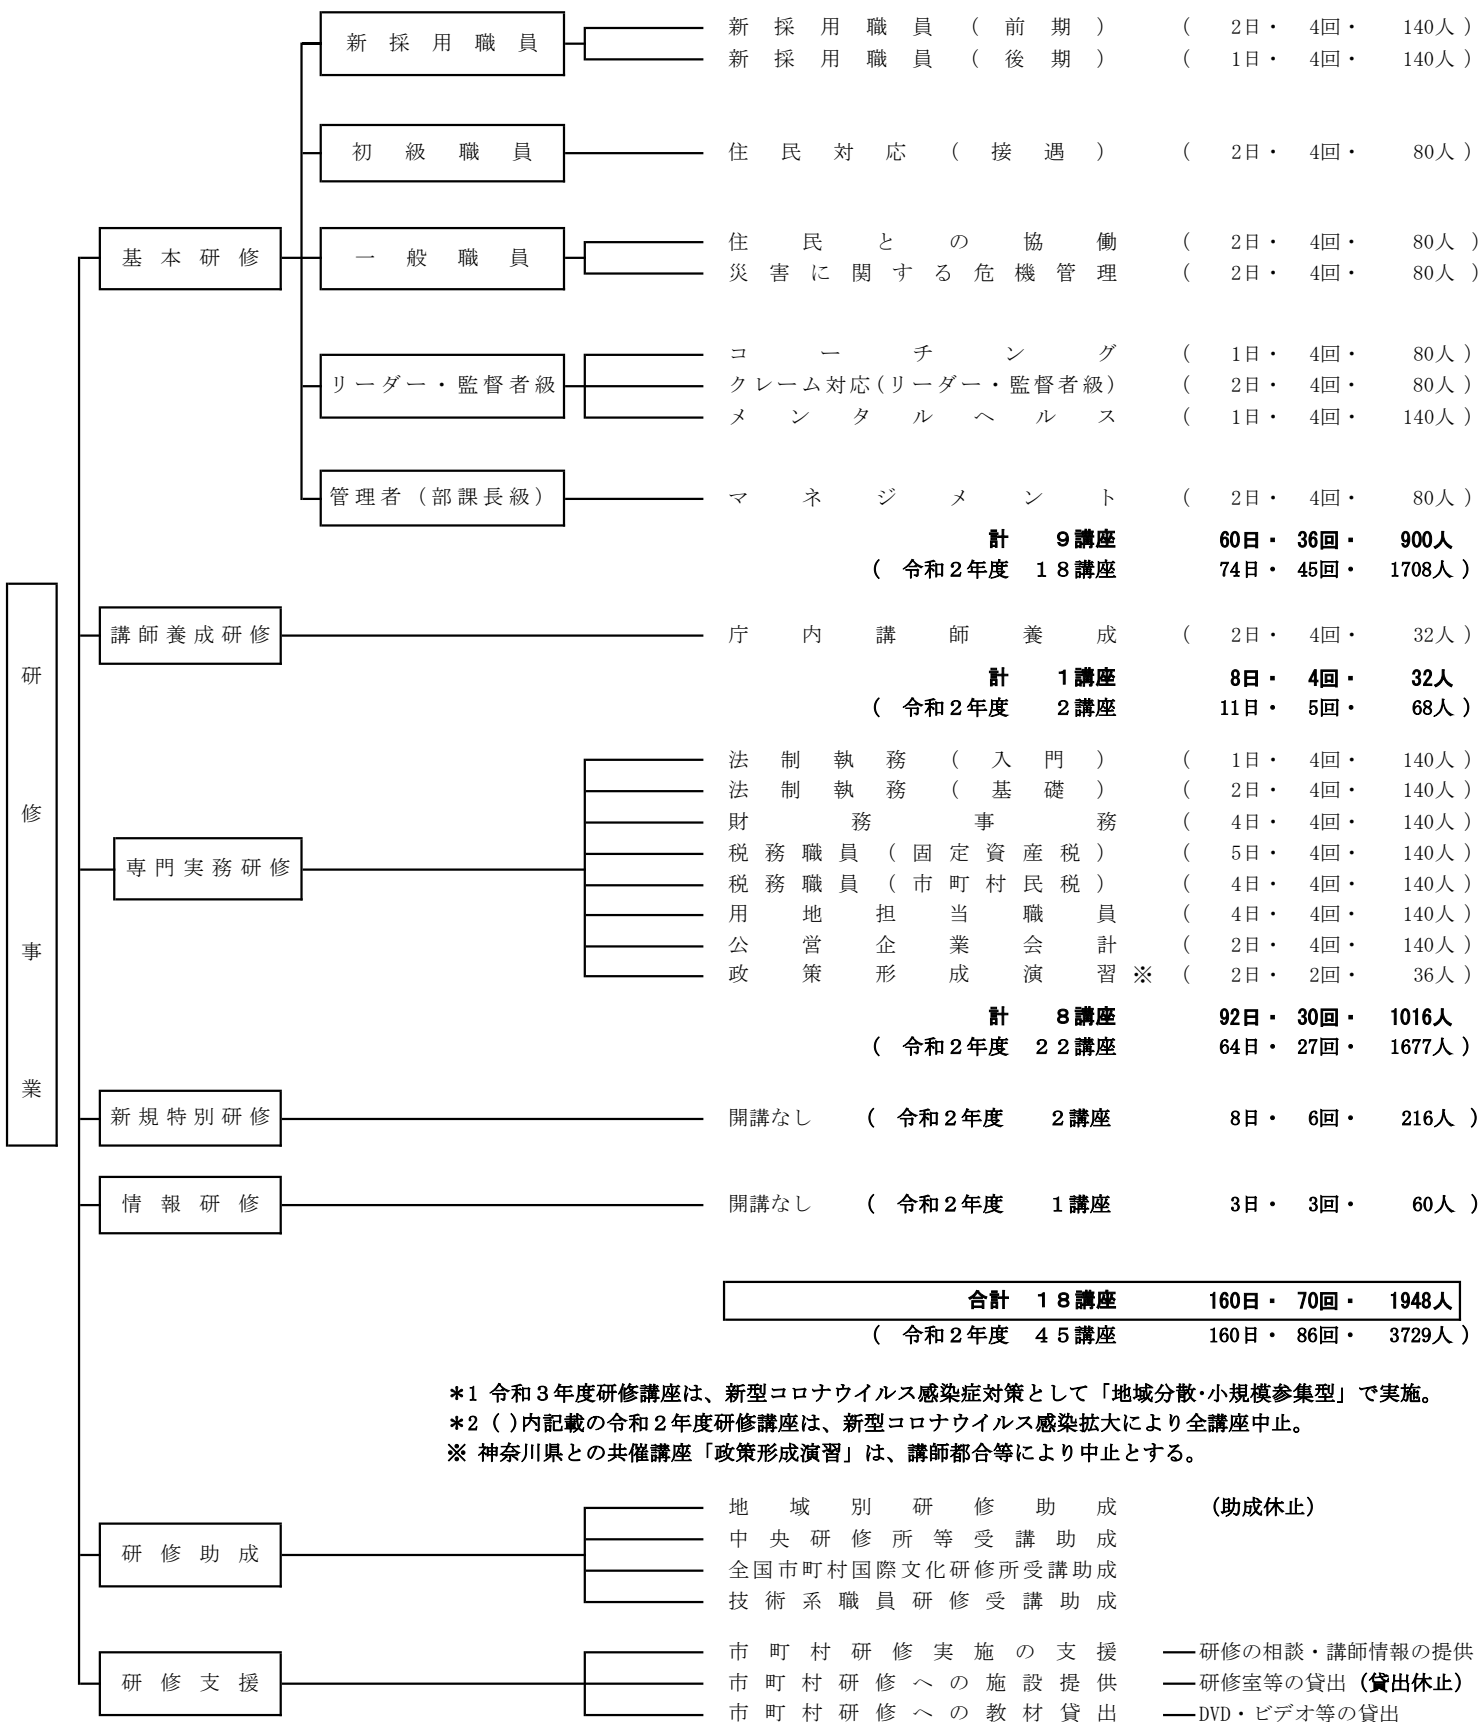 研修事業
基本研修
新採用職員
新採用職員（前期） （ 2日・ 4回・ 140人 ）
新採用職員（後期） （ 1日・ 4回・ 140人 ）
初級職員
住民対応（接遇） （ 2日・ 4回・ 80人 ）
一般職員
住民との協働 （ 2日・ 4回・ 80人 ）
災害に関する危機管理 （ 2日・ 4回・ 80人 ）
リーダー・監督者級
コーチング （ 1日・ 4回・ 80人 ）
クレーム対応（リーダー・監督者級） （ 2日・ 4回・ 80人 ）
メンタルヘルス （ 1日・ 4回・ 140人 ）
管理者（部課長級）
マネジメント （ 2日・ 4回・ 80人 ）
計 ９講座 60日・ 36回・ 900人
（ 令和２年度 １８講座 74日・ 45回・ 1708人 ）
講師養成研修
庁内講師養成 （ 2日・ 4回・ 32人 ）
計 １講座 8日・ 4回・ 32人
（ 令和２年度 ２講座 11日・ 5回・ 68人 ）
専門実務研修
法制執務（入門） （ 1日・ 4回・ 140人 ）
法制執務（基礎） （ 2日・ 4回・ 140人 ）
財務事務 （ 4日・ 4回・ 140人 ）
税務職員（固定資産税） （ 5日・ 4回・ 140人 ）
税務職員（市町村民税） （ 4日・ 4回・ 140人 ）
用地担当職員 （ 4日・ 4回・ 140人 ）
公営企業会計 （ 2日・ 4回・ 140人 ）
政策形成演習※ （ 2日・ 2回・ 36人 ）
計 ８講座 92日・ 30回・ 1016人
（ 令和２年度 ２２講座 64日・ 27回・ 1677人 ）
新規特別研修
開講なし （ 令和２年度 ２講座 8日・ 6回・ 216人 ）
情報研修
開講なし （ 令和２年度 １講座 3日・ 3回・ 60人 ）
合計 １８講座 160日・ 70回・ 1948人
（ 令和２年度 ４５講座 160日・ 86回・ 3729人 ）
＊1 令和３年度研修講座は、新型コロナウイルス感染症対策として「地域分散・小規模参集型」で実施。
＊2（ ）内記載の令和２年度研修講座は、新型コロナウイルス感染拡大により全講座中止。
※ 神奈川県との共催講座「政策形成演習」は、講師都合等により中止とする。
研修助成
地域別研修助成 （助成休止）
中央研修所等受講助成
全国市町村国際文化研修所受講助成
技術系職員研修受講助成
研修支援
市町村研修実施の支援 研修の相談・講師情報の提供
市町村研修への施設提供 研修室等の貸出（貸出休止）
市町村研修への教材貸出 DVD・ビデオ等の貸出